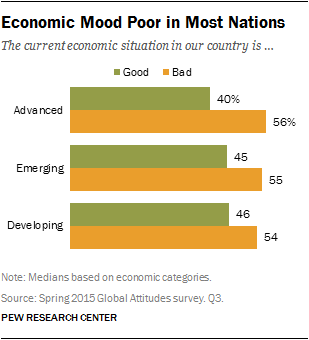 Economic Mood Poor in Most Nations
The current economic situation in our country is ...
Good Bad
Advanced 40% 56%
Emerging 45 55
Developing 46 54
Note: Medians based on economic categories.
Source: Spring 2015 Global Attitudes survey. Q3.
PEW RESEARCH CENTER